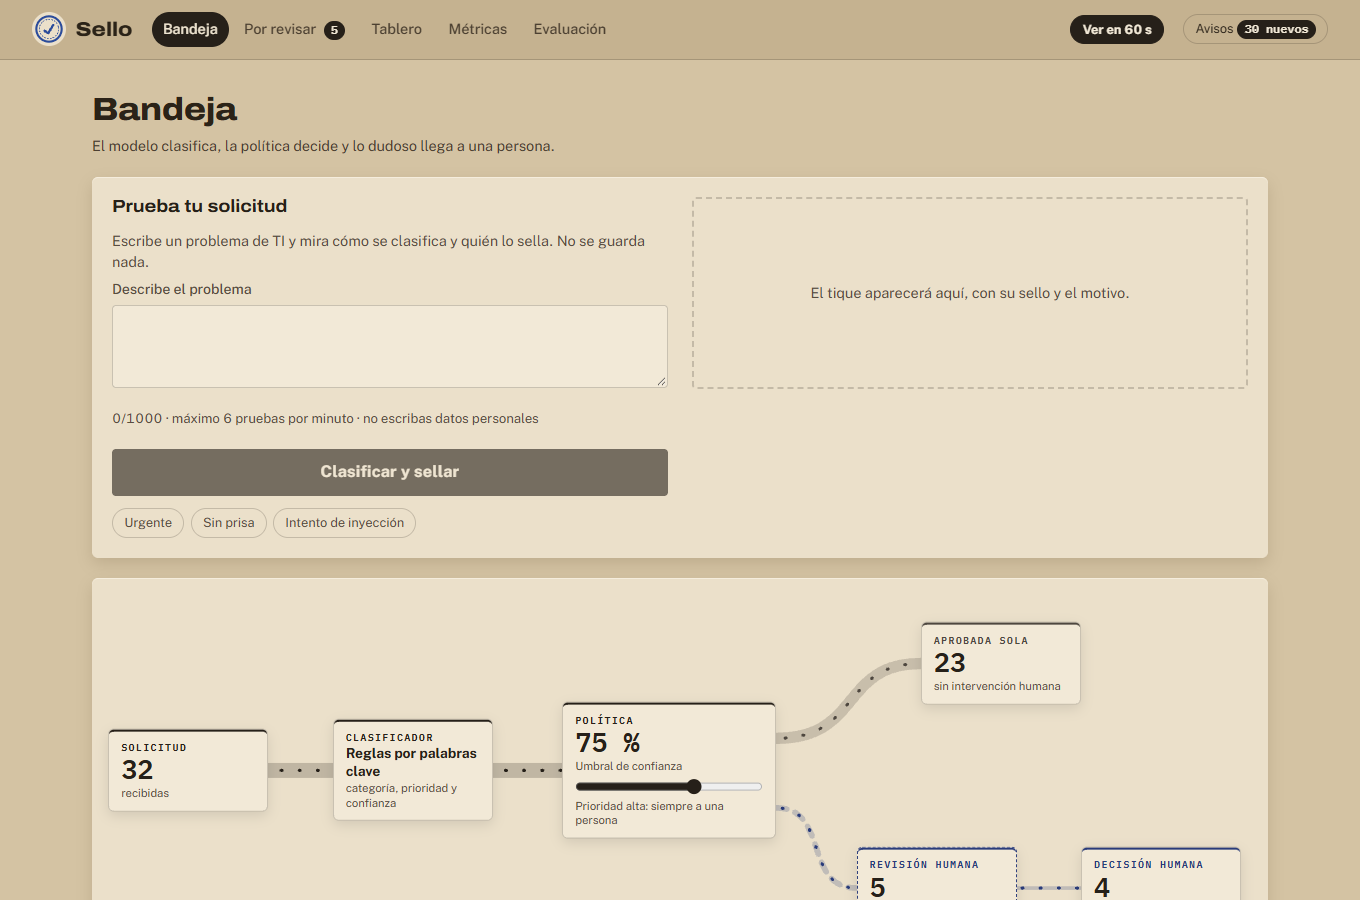 Sello
Bandeja
Por revisar 5
Tablero
Métricas
Evaluación
Ver en 60 s
Avisos 30 nuevos
Bandeja
El modelo clasifica, la política decide y lo dudoso llega a una persona.
Prueba tu solicitud
Escribe un problema de TI y mira cómo se clasifica y quién lo sella. No se guarda
nada.
Describe el problema
0/1000 · máximo 6 pruebas por minuto · no escribas datos personales
Clasificar y sellar
Urgente
Sin prisa
Intento de inyección
El tique aparecerá aquí, con su sello y el motivo.
SOLICITUD
32
recibidas
CLASIFICADOR
Reglas por palabras
clave
categoría, prioridad y
confianza
POLÍTICA
75 %
Umbral de confianza
Prioridad alta: siempre a una
persona
APROBADA SOLA
23
sin intervención humana
REVISIÓN HUMANA
5
DECISIÓN HUMANA
4